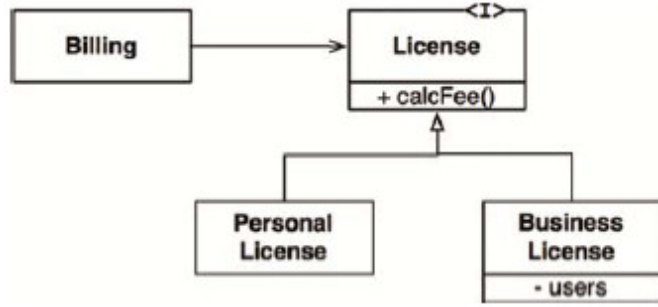 <I>
Billing
License
+ calcFee()
Personal
License
Business
License
- users